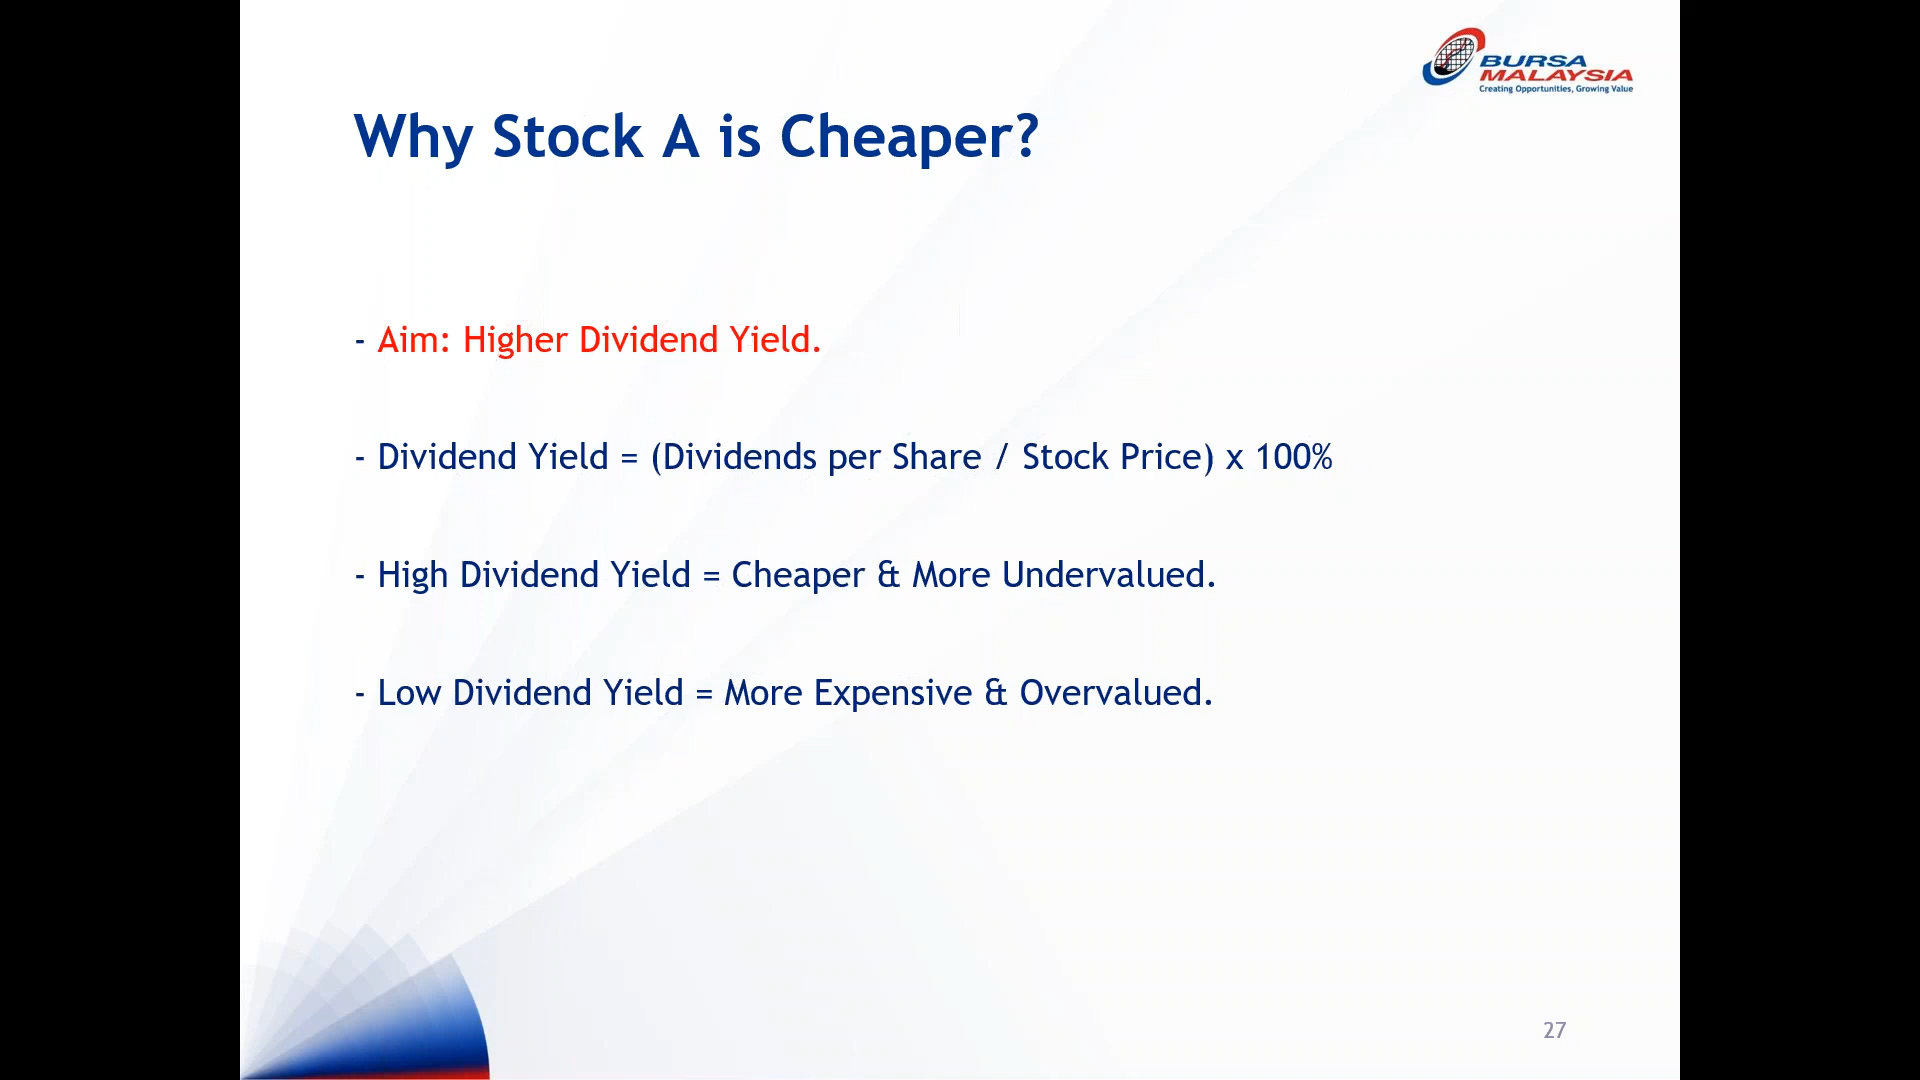 BURSA
MALAYSIA
Creating Opportunities, Growing Value
Why Stock A is Cheaper?
- Aim: Higher Dividend Yield.
- Dividend Yield = (Dividends per Share / Stock Price) x 100%
- High Dividend Yield = Cheaper & More Undervalued.
- Low Dividend Yield = More Expensive & Overvalued.
27